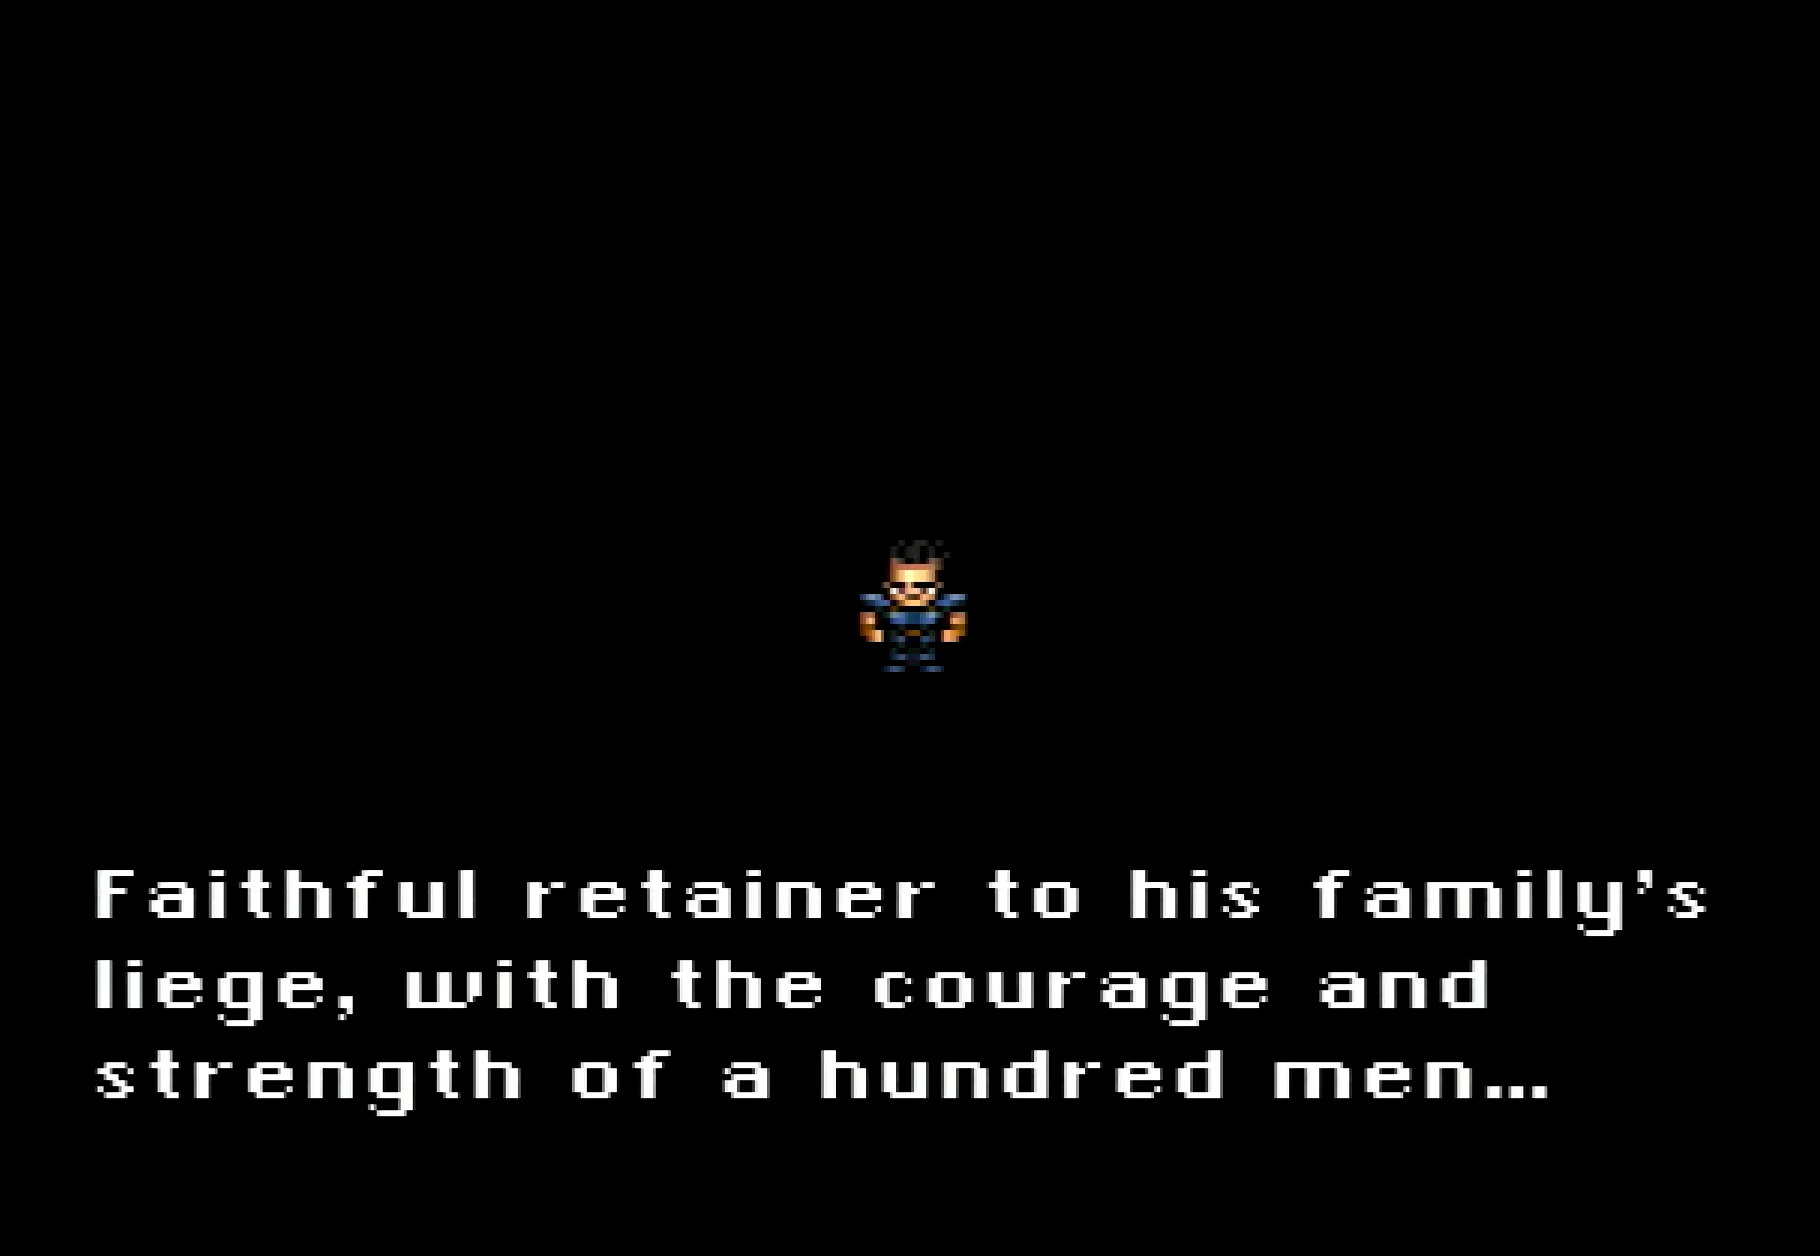 Faithful retainer to his family's
liege, with the courage and
strength of a hundred men…